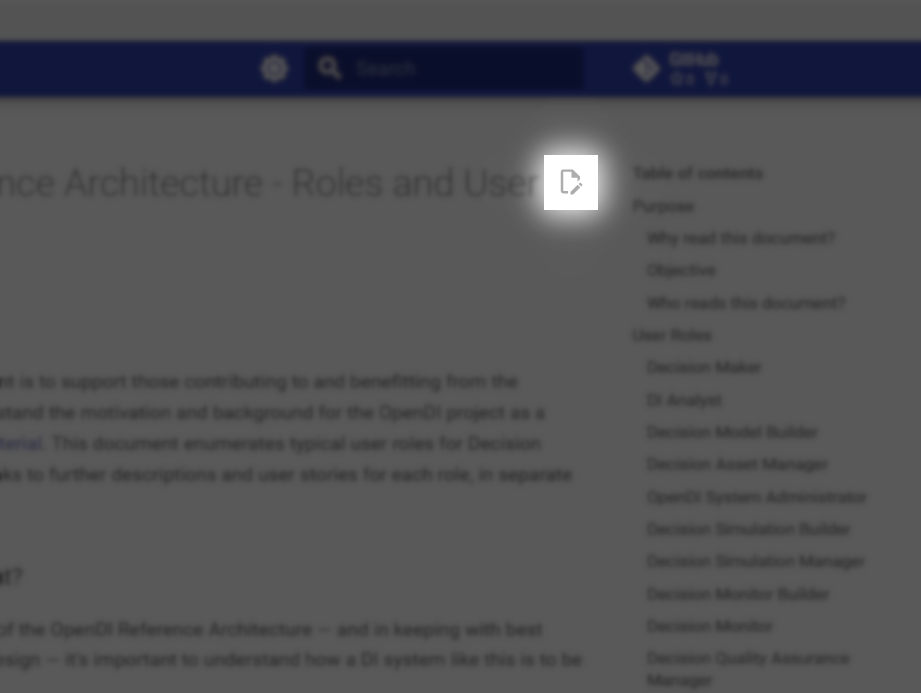 Search
GitHub
nce Architecture - Roles and User
Table of contents
Purpose
Why read this document?
Objective
Who reads this document?
User Roles
Decision Maker
DI Analyst
Decision Model Builder
Decision Asset Manager
OpenDI System Administrator
Decision Simulation Builder
Decision Simulation Manager
Decision Monitor Builder
Decision Monitor
Decision Quality Assurance
Manager
nt is to support those contributing to and benefitting from the
stand the motivation and background for the OpenDI project as a
terial. This document enumerates typical user roles for Decision
ks to further descriptions and user stories for each role, in separate
t?
of the OpenDI Reference Architecture — and in keeping with best
esign — it's important to understand how a DI system like this is to be